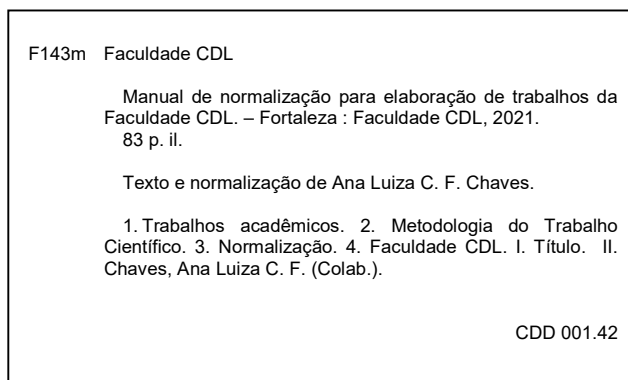 F143m Faculdade CDL
Manual de normalização para elaboração de trabalhos da
Faculdade CDL. – Fortaleza : Faculdade CDL, 2021.
83 p. il.
Texto e normalização de Ana Luiza C. F. Chaves.
1. Trabalhos acadêmicos. 2. Metodologia do Trabalho
Científico. 3. Normalização. 4. Faculdade CDL. I. Título. II.
Chaves, Ana Luiza C. F. (Colab.).
CDD 001.42